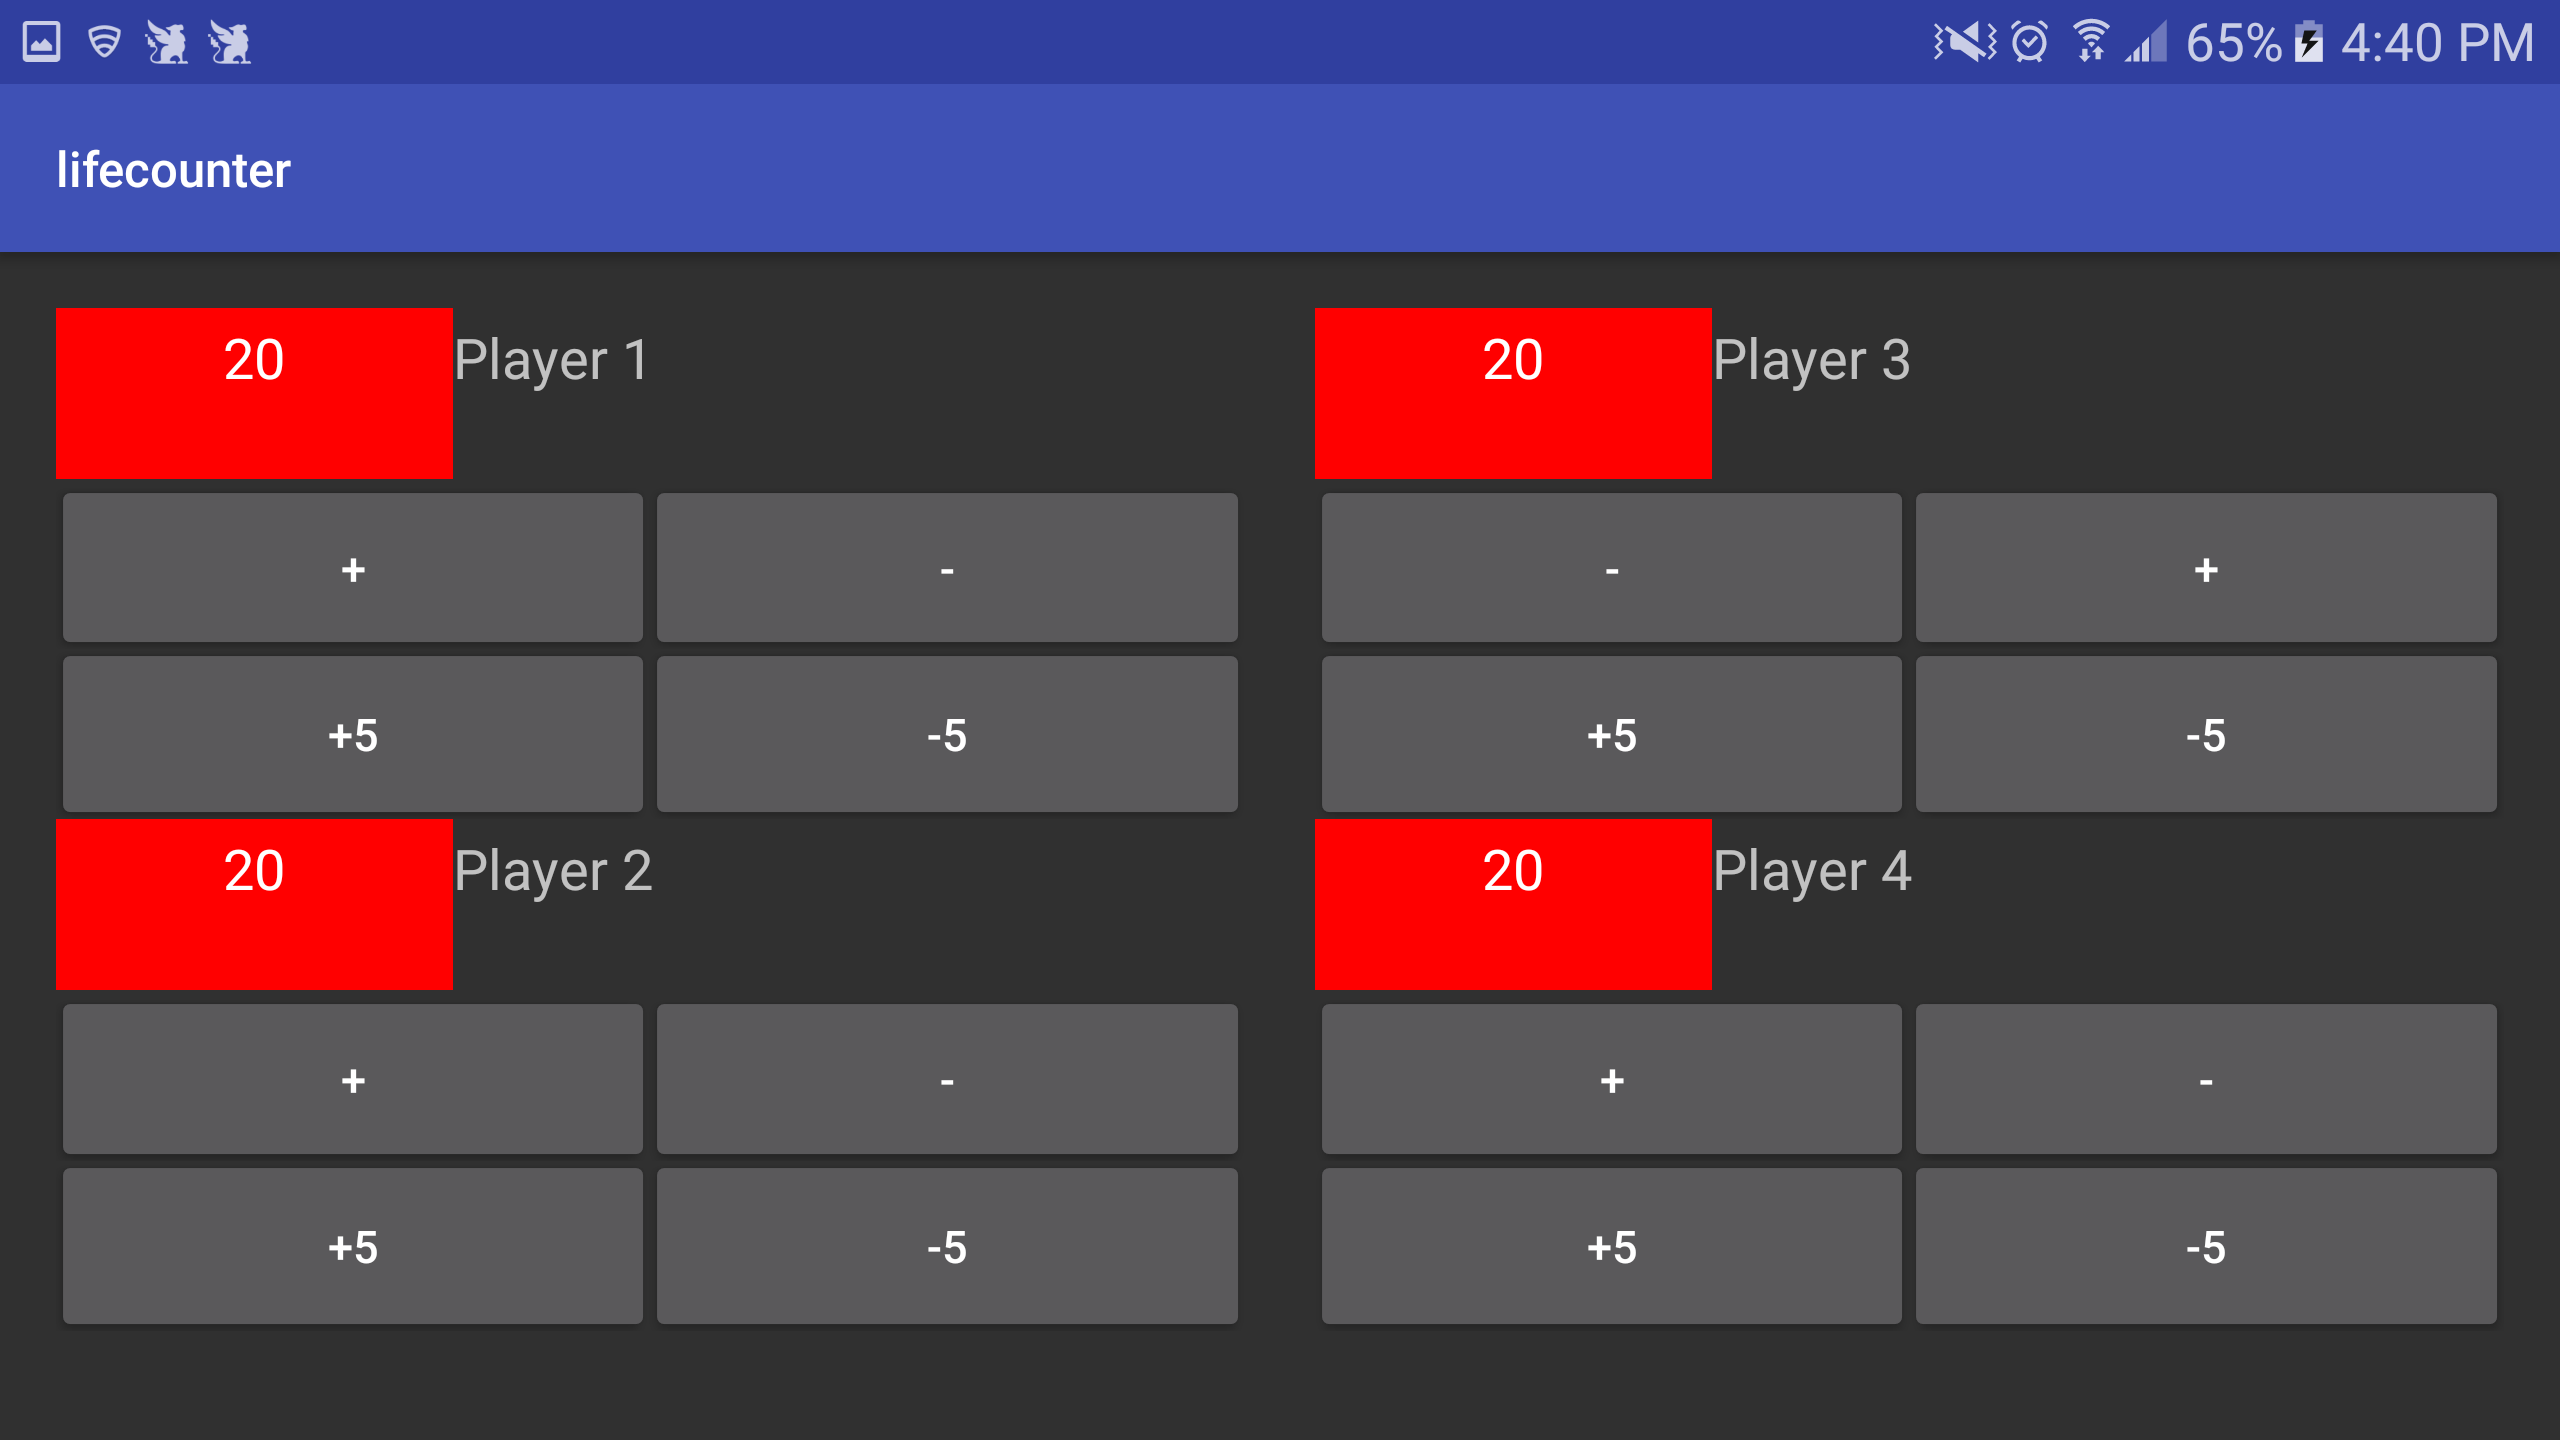 65% 4:40 PM
lifecounter
20 Player 1
20 Player 3
+ -
- +
+5 -5
+5 -5
20 Player 2
20 Player 4
+ -
+ -
+5 -5
+5 -5